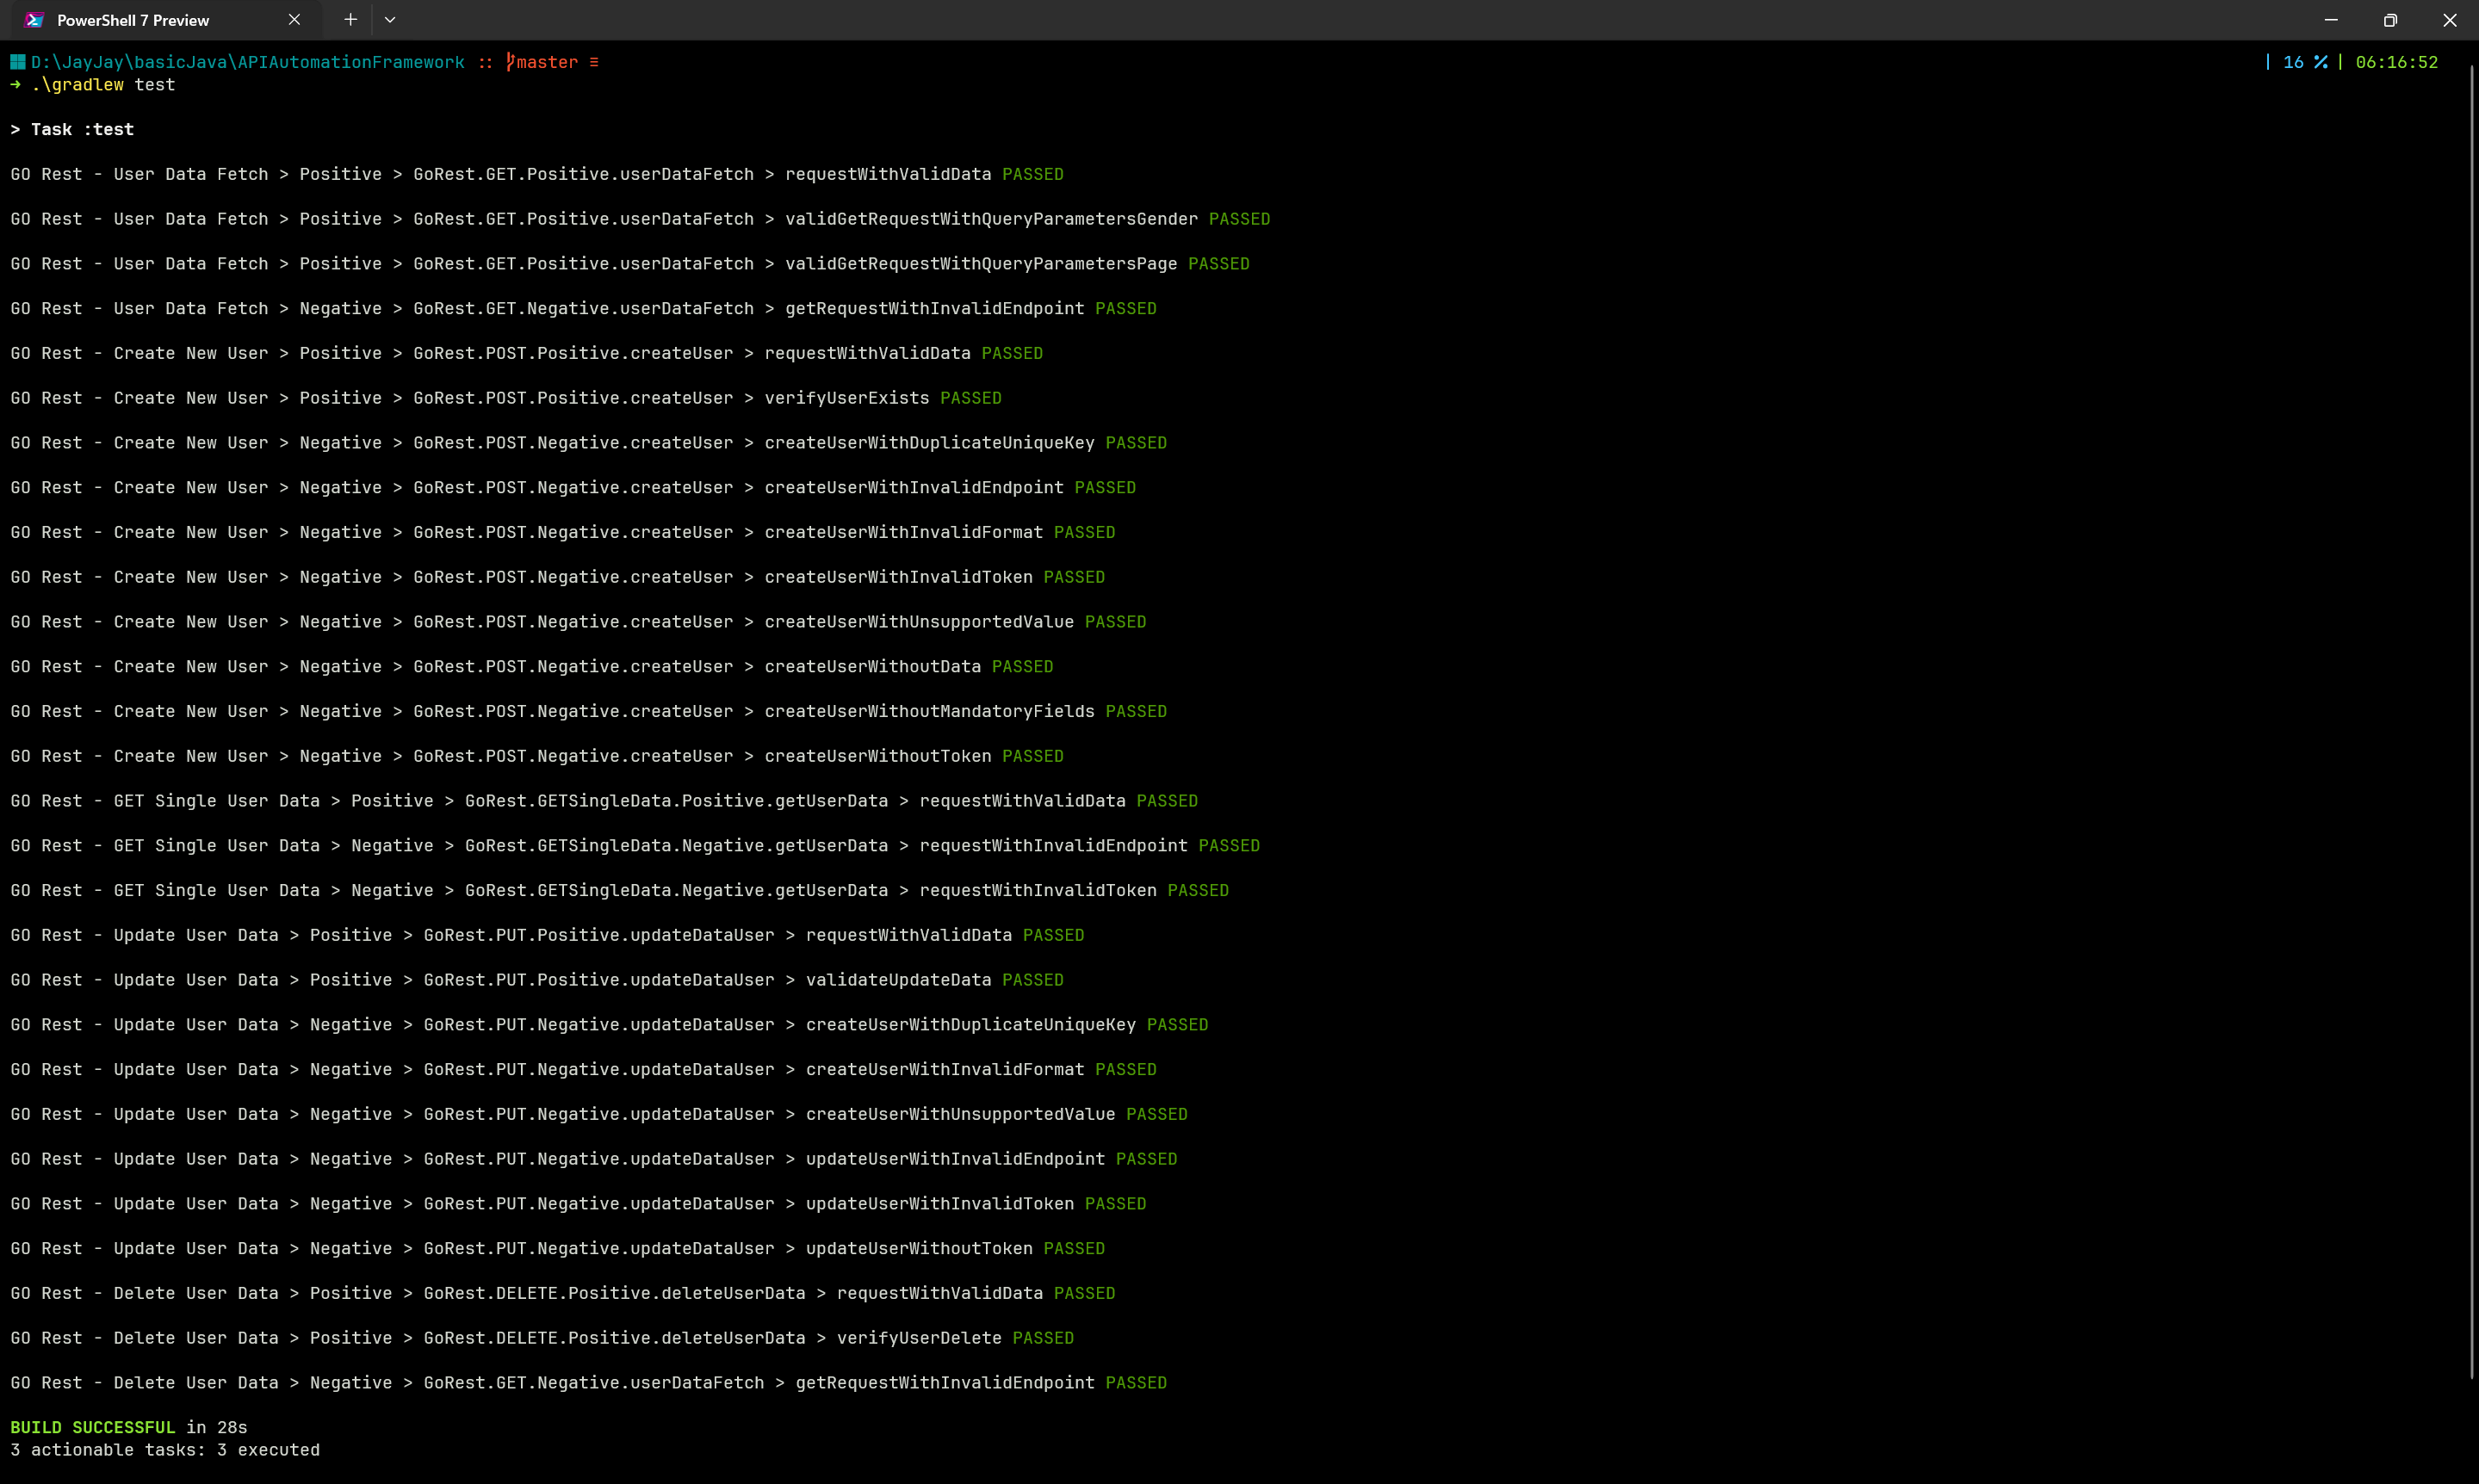 PowerShell 7 Preview
D:\JayJay\basicJava\APIAutomationFramework :: master ≡ | 16 % | 06:16:52
→ .\gradlew test
> Task :test
GO Rest - User Data Fetch > Positive > GoRest.GET.Positive.userDataFetch > requestWithValidData PASSED
GO Rest - User Data Fetch > Positive > GoRest.GET.Positive.userDataFetch > validGetRequestWithQueryParametersGender PASSED
GO Rest - User Data Fetch > Positive > GoRest.GET.Positive.userDataFetch > validGetRequestWithQueryParametersPage PASSED
GO Rest - User Data Fetch > Negative > GoRest.GET.Negative.userDataFetch > getRequestWithInvalidEndpoint PASSED
GO Rest - Create New User > Positive > GoRest.POST.Positive.createUser > requestWithValidData PASSED
GO Rest - Create New User > Positive > GoRest.POST.Positive.createUser > verifyUserExists PASSED
GO Rest - Create New User > Negative > GoRest.POST.Negative.createUser > createUserWithDuplicateUniqueKey PASSED
GO Rest - Create New User > Negative > GoRest.POST.Negative.createUser > createUserWithInvalidEndpoint PASSED
GO Rest - Create New User > Negative > GoRest.POST.Negative.createUser > createUserWithInvalidFormat PASSED
GO Rest - Create New User > Negative > GoRest.POST.Negative.createUser > createUserWithInvalidToken PASSED
GO Rest - Create New User > Negative > GoRest.POST.Negative.createUser > createUserWithUnsupportedValue PASSED
GO Rest - Create New User > Negative > GoRest.POST.Negative.createUser > createUserWithoutData PASSED
GO Rest - Create New User > Negative > GoRest.POST.Negative.createUser > createUserWithoutMandatoryFields PASSED
GO Rest - Create New User > Negative > GoRest.POST.Negative.createUser > createUserWithoutToken PASSED
GO Rest - GET Single User Data > Positive > GoRest.GETSingleData.Positive.getUserData > requestWithValidData PASSED
GO Rest - GET Single User Data > Negative > GoRest.GETSingleData.Negative.getUserData > requestWithInvalidEndpoint PASSED
GO Rest - GET Single User Data > Negative > GoRest.GETSingleData.Negative.getUserData > requestWithInvalidToken PASSED
GO Rest - Update User Data > Positive > GoRest.PUT.Positive.updateDataUser > requestWithValidData PASSED
GO Rest - Update User Data > Positive > GoRest.PUT.Positive.updateDataUser > validateUpdateData PASSED
GO Rest - Update User Data > Negative > GoRest.PUT.Negative.updateDataUser > createUserWithDuplicateUniqueKey PASSED
GO Rest - Update User Data > Negative > GoRest.PUT.Negative.updateDataUser > createUserWithInvalidFormat PASSED
GO Rest - Update User Data > Negative > GoRest.PUT.Negative.updateDataUser > createUserWithUnsupportedValue PASSED
GO Rest - Update User Data > Negative > GoRest.PUT.Negative.updateDataUser > updateUserWithInvalidEndpoint PASSED
GO Rest - Update User Data > Negative > GoRest.PUT.Negative.updateDataUser > updateUserWithInvalidToken PASSED
GO Rest - Update User Data > Negative > GoRest.PUT.Negative.updateDataUser > updateUserWithoutToken PASSED
GO Rest - Delete User Data > Positive > GoRest.DELETE.Positive.deleteUserData > requestWithValidData PASSED
GO Rest - Delete User Data > Positive > GoRest.DELETE.Positive.deleteUserData > verifyUserDelete PASSED
GO Rest - Delete User Data > Negative > GoRest.GET.Negative.userDataFetch > getRequestWithInvalidEndpoint PASSED
BUILD SUCCESSFUL in 28s
3 actionable tasks: 3 executed